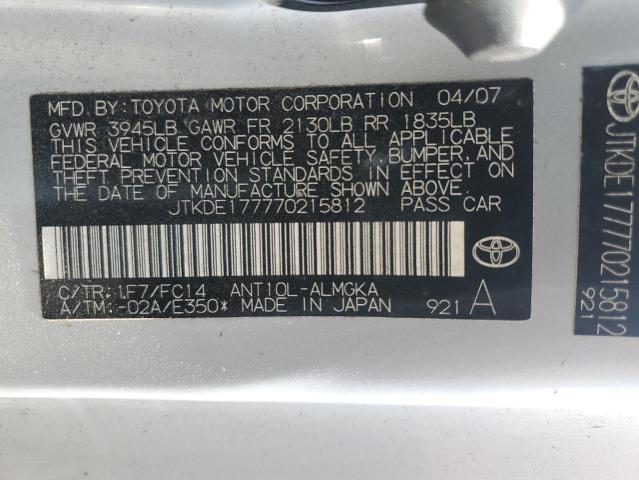 MFD. BY: TOYOTA MOTOR CORPORATION 04/07
GVWR 3945LB GAWR FR 2130LB RR 1835LB
THIS VEHICLE CONFORMS TO ALL APPLICABLE
FEDERAL MOTOR VEHICLE SAFETY, BUMPER, AND
THEFT PREVENTION STANDARDS IN EFFECT ON
THE DATE OF MANUFACTURE SHOWN ABOVE.
JTKDE177770215812 PASS CAR
C/TR: 1F7/FC14 ANT10L-ALMGKA
A/TM: -02A/E350* MADE IN JAPAN 921 A
JTKDE177770215812
921